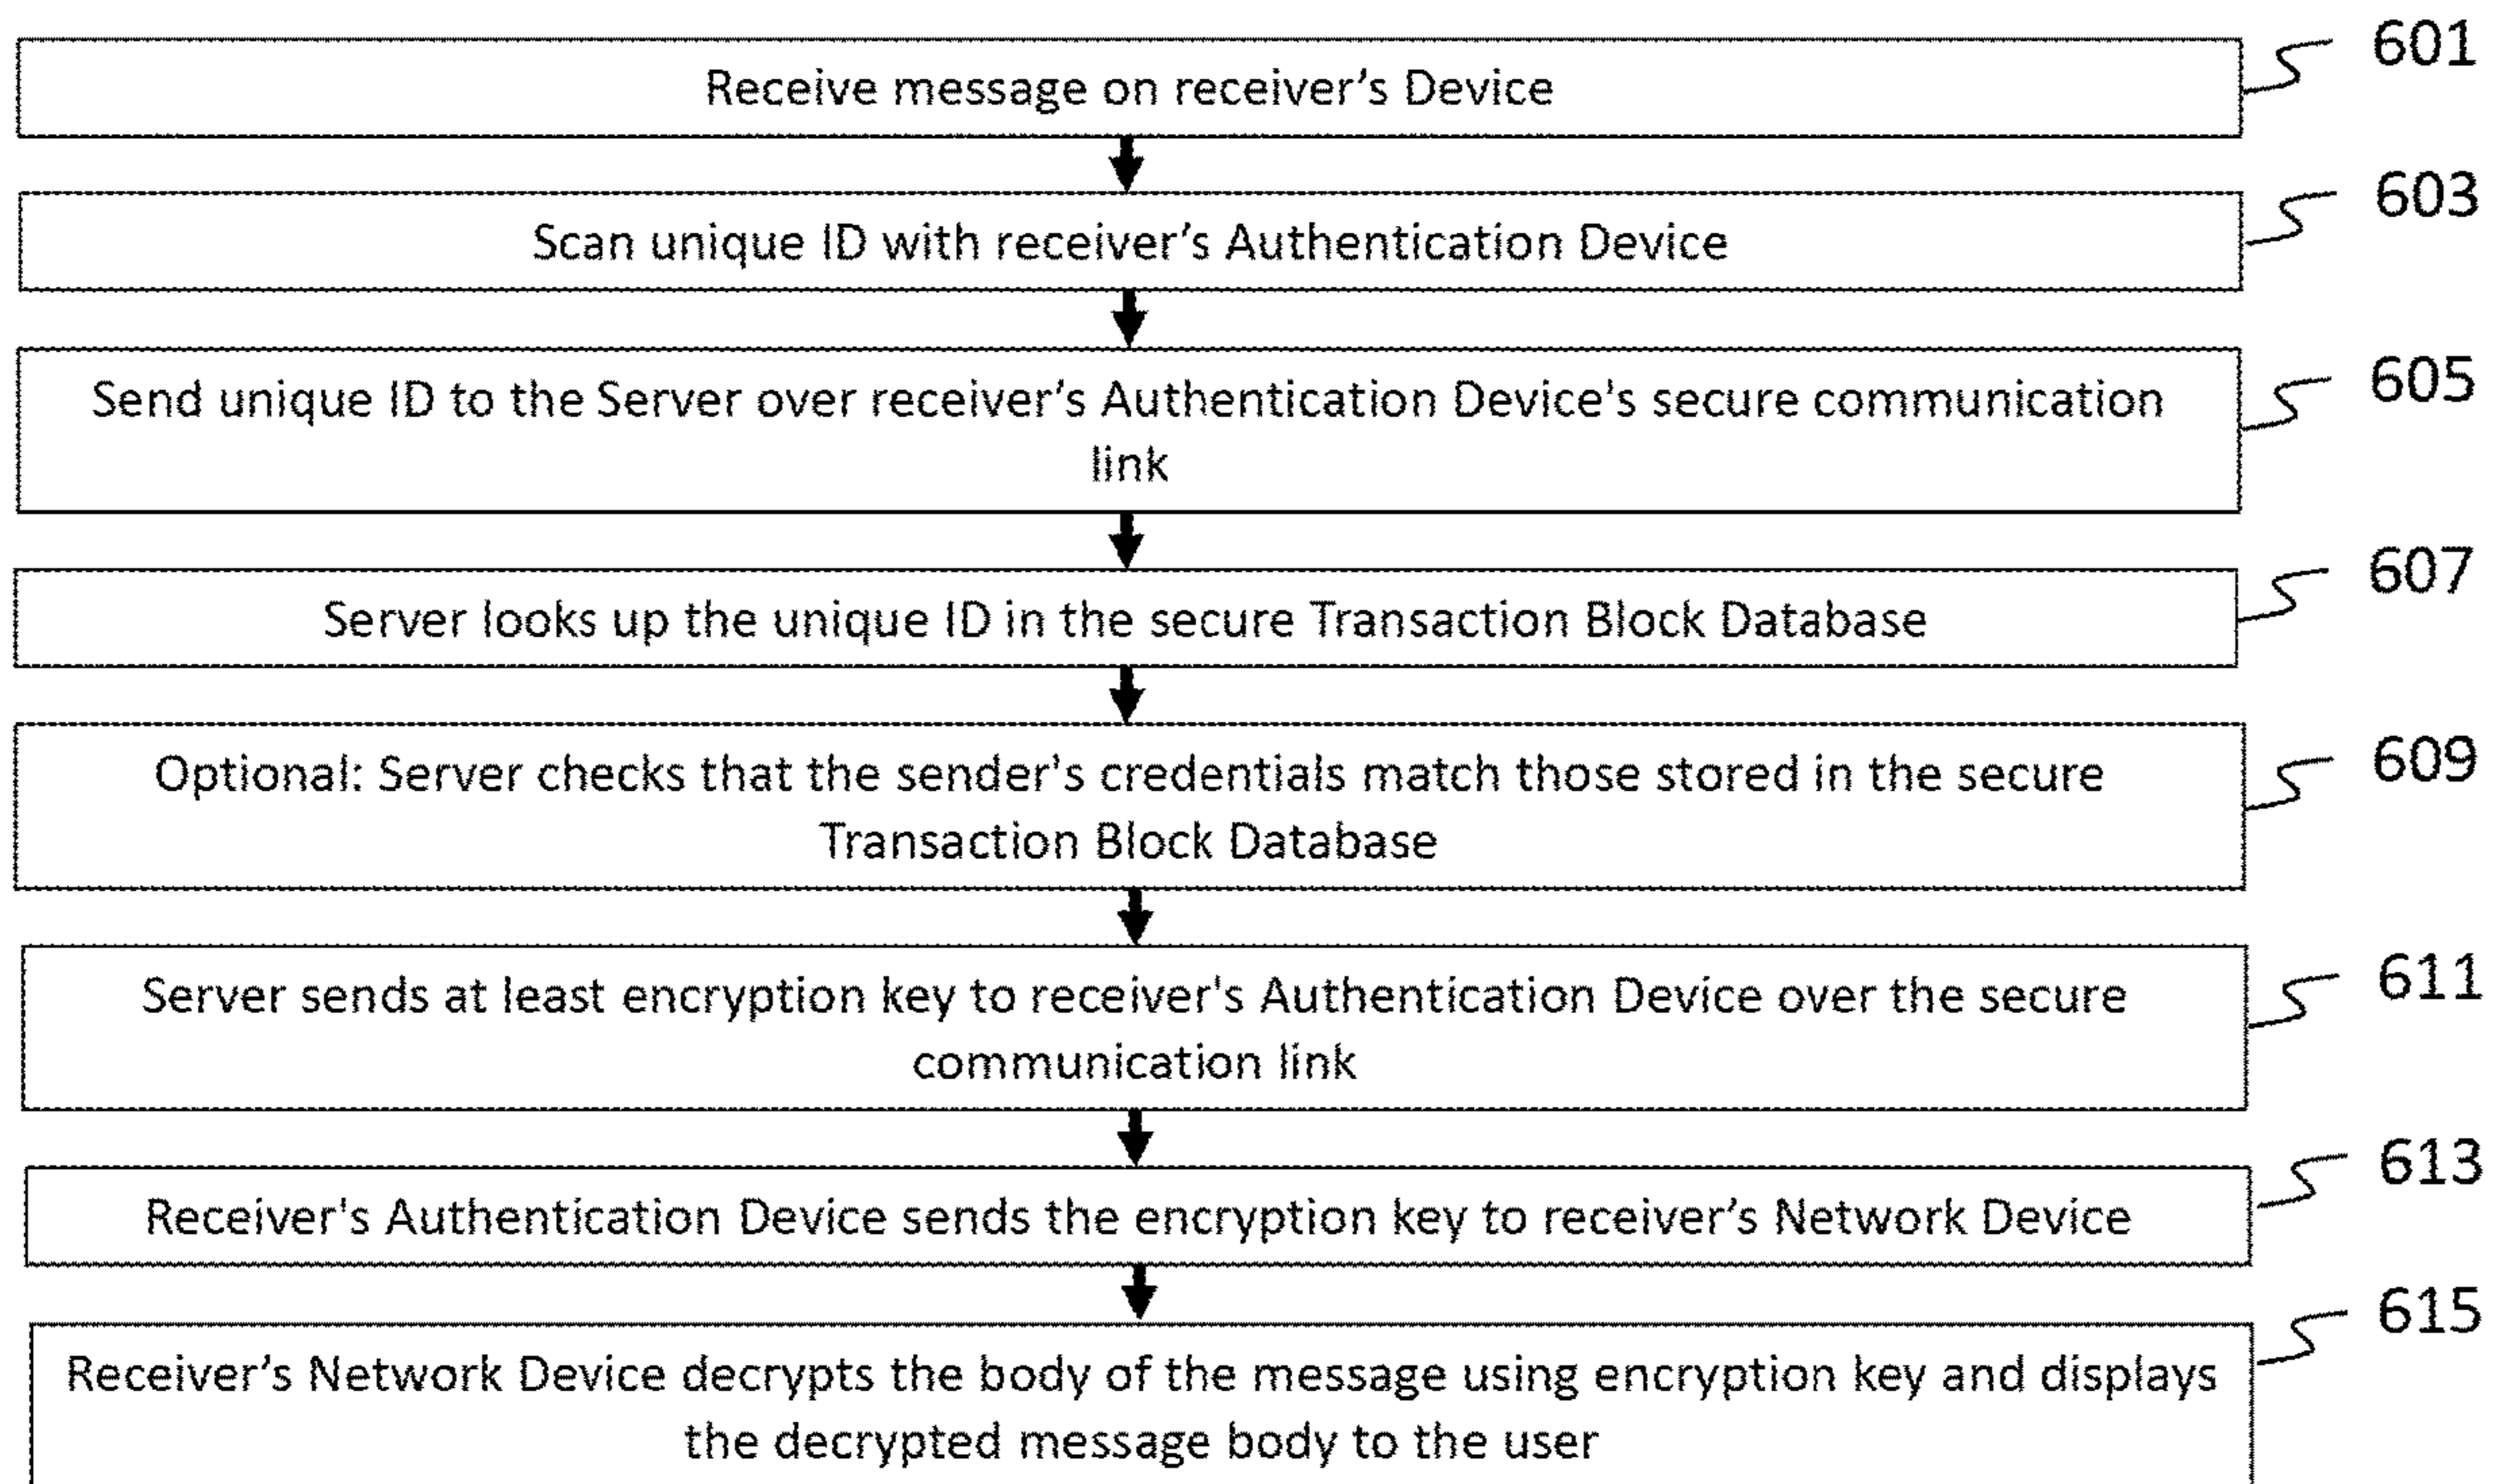 601
Receive message on receiver's Device
603
Scan unique ID with receiver's Authentication Device
605
Send unique ID to the Server over receiver's Authentication Device's secure communication
link
607
Server looks up the unique ID in the secure Transaction Block Database
609
Optional: Server checks that the sender's credentials match those stored in the secure
Transaction Block Database
611
Server sends at least encryption key to receiver's Authentication Device over the secure
communication link
613
Receiver's Authentication Device sends the encryption key to receiver's Network Device
615
Receiver's Network Device decrypts the body of the message using encryption key and displays
the decrypted message body to the user